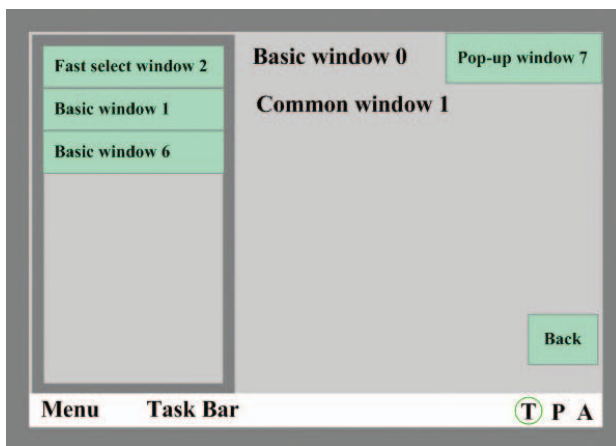 Fast select window 2
Basic window 1
Basic window 6
Basic window 0
Pop-up window 7
Common window 1
Back
Menu
Task Bar
T P A